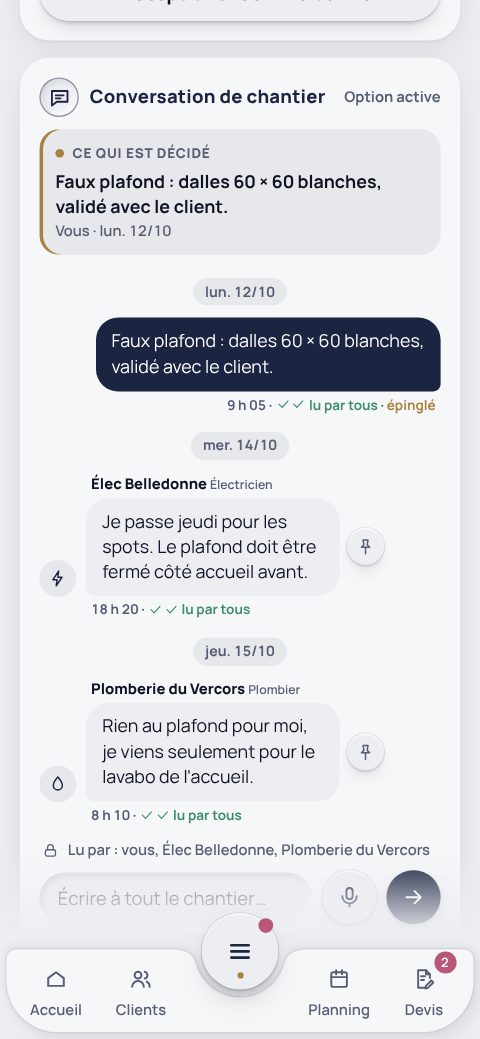 Conversation de chantier
Option active
CE QUI EST DÉCIDÉ
Faux plafond : dalles 60 × 60 blanches,
validé avec le client.
Vous · lun. 12/10
lun. 12/10
Faux plafond : dalles 60 × 60 blanches,
validé avec le client.
9 h 05 · ✓✓ lu par tous · épinglé
mer. 14/10
Élec Belledonne Électricien
Je passe jeudi pour les
spots. Le plafond doit être
fermé côté accueil avant.
18 h 20 · ✓✓ lu par tous
jeu. 15/10
Plomberie du Vercors Plombier
Rien au plafond pour moi,
je viens seulement pour le
lavabo de l'accueil.
8 h 10 · ✓✓ lu par tous
Lu par : vous, Élec Belledonne, Plomberie du Vercors
Écrire à tout le chantier…
2
Accueil
Clients
Planning
Devis